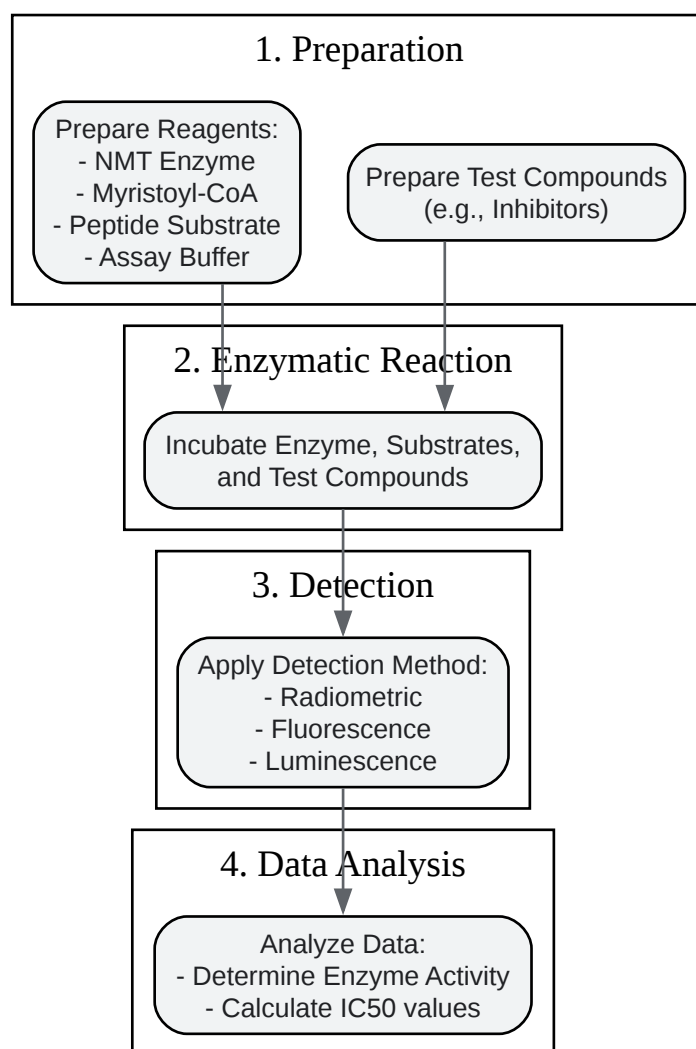 1. Preparation
Prepare Reagents:
- NMT Enzyme
- Myristoyl-CoA
- Peptide Substrate
- Assay Buffer
Prepare Test Compounds
(e.g., Inhibitors)
2. Enzymatic Reaction
Incubate Enzyme, Substrates,
and Test Compounds
3. Detection
Apply Detection Method:
- Radiometric
- Fluorescence
- Luminescence
4. Data Analysis
Analyze Data:
- Determine Enzyme Activity
- Calculate IC50 values